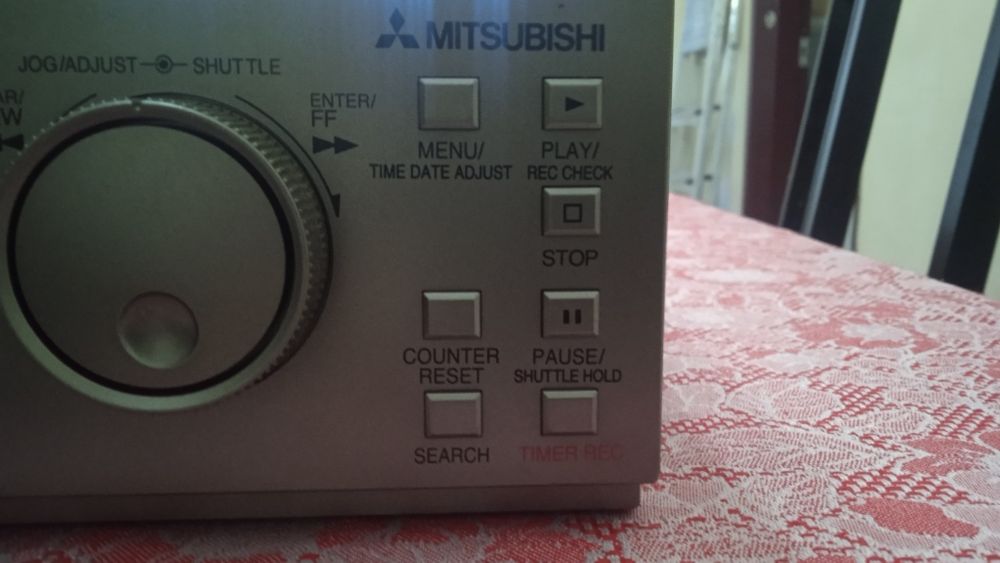 MITSUBISHI
JOG/ADJUST SHUTTLE
ENTER/
FF
MENU/
TIME DATE ADJUST
PLAY/
REC CHECK
STOP
COUNTER
RESET
PAUSE/
SHUTTLE HOLD
SEARCH
TIMER REC